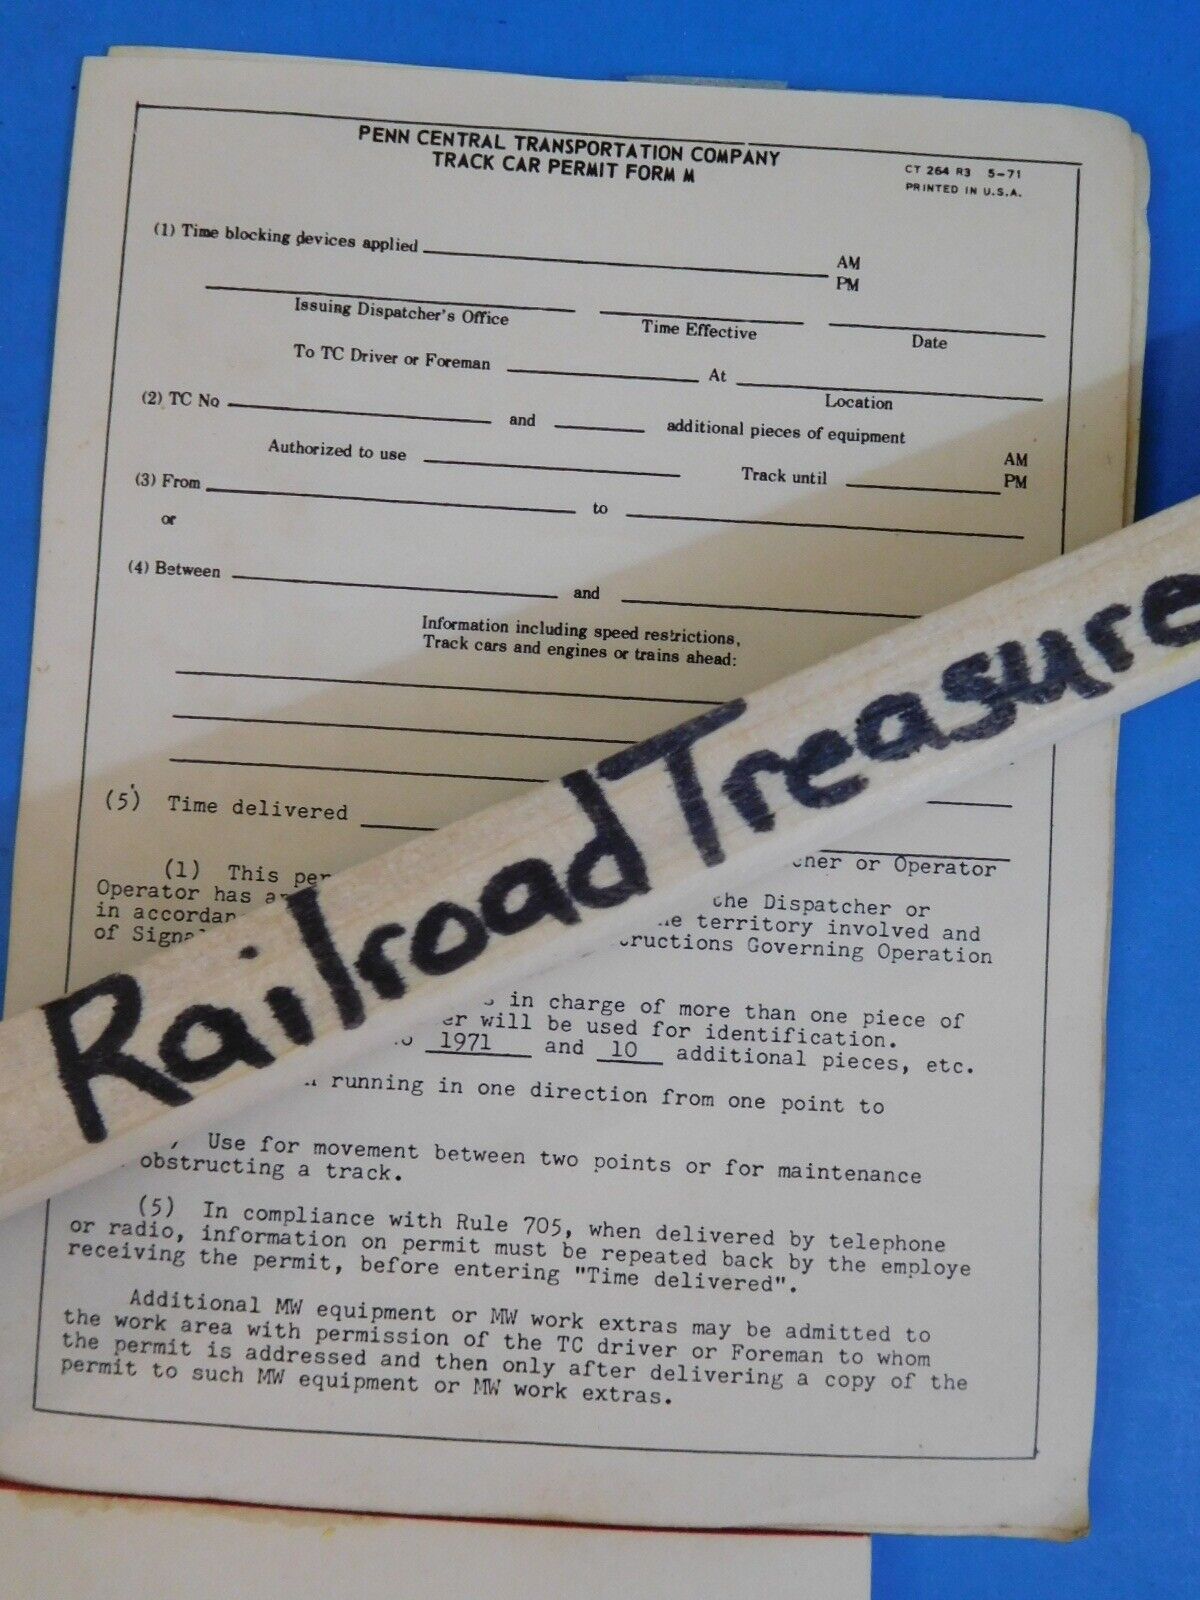 PENN CENTRAL TRANSPORTATION COMPANY
TRACK CAR PERMIT FORM M
CT 264 R3 5-71
PRINTED IN U.S.A.
(1) Time blocking devices applied AM
PM
Issuing Dispatcher's Office Time Effective Date
To TC Driver or Foreman At
Location
(2) TC No and additional pieces of equipment
Authorized to use Track until AM
PM
(3) From to
or
(4) Between and
Information including speed restrictions,
Track cars and engines or trains ahead:
(5) Time delivered
or Operator
(1) This
Operator has the Dispatcher or
in territory involved and
of Governing Operation
in charge of more than one piece of
will be used for identification.
1971 and 10 additional pieces, etc.
running in one direction from one point to
Use for movement between two points or for maintenance
obstructing a track.
(5) In compliance with Rule 705, when delivered by telephone
or radio, information on permit must be repeated back by the employe
receiving the permit, before entering "Time delivered".
Additional MW equipment or MW work extras may be admitted to
the work area with permission of the TC driver or Foreman to whom
the permit is addressed and then only after delivering a copy of the
permit to such MW equipment or MW work extras.
Railroad Treasure